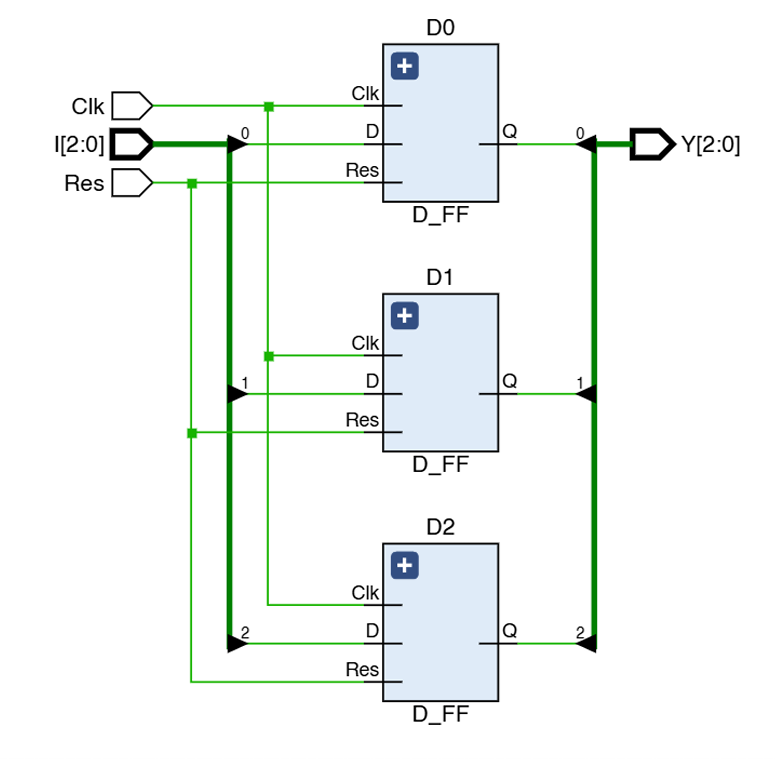 D0
Clk
Clk
I[2:0]
0
D
Q
0
Y[2:0]
Res
Res
D_FF
D1
Clk
1
D
Q
1
Res
D_FF
D2
Clk
2
D
Q
2
Res
D_FF